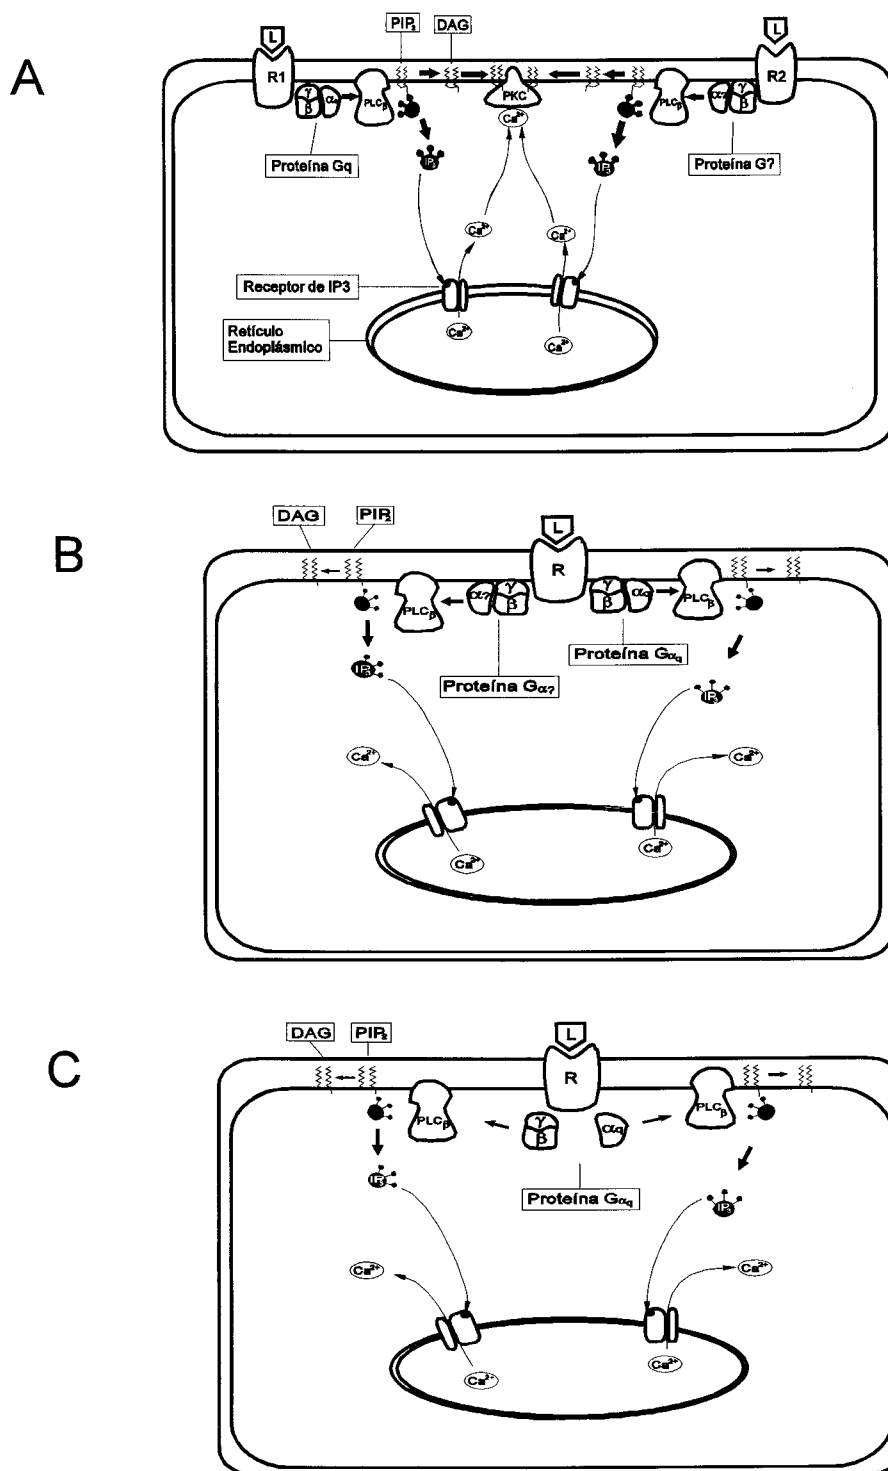 A
PIP₂
DAG
L
L
R1
R2
γ
β
αq
PLCβ
PKC
Ca²⁺
PLCβ
α?
γ
β
Proteína Gq
IP₃
IP₃
Proteína G?
Ca²⁺
Ca²⁺
Receptor de IP3
Retículo
Endoplásmico
Ca²⁺
Ca²⁺
B
DAG
PIP₂
L
R
PLCβ
α?
γ
β
γ
β
αq
PLCβ
Proteína Gα?
Proteína Gαq
IP₃
IP₃
Ca²⁺
Ca²⁺
Ca²⁺
Ca²⁺
C
DAG
PIP₂
L
R
PLCβ
γ
β
αq
PLCβ
Proteína Gαq
IP₃
IP₃
Ca²⁺
Ca²⁺
Ca²⁺
Ca²⁺